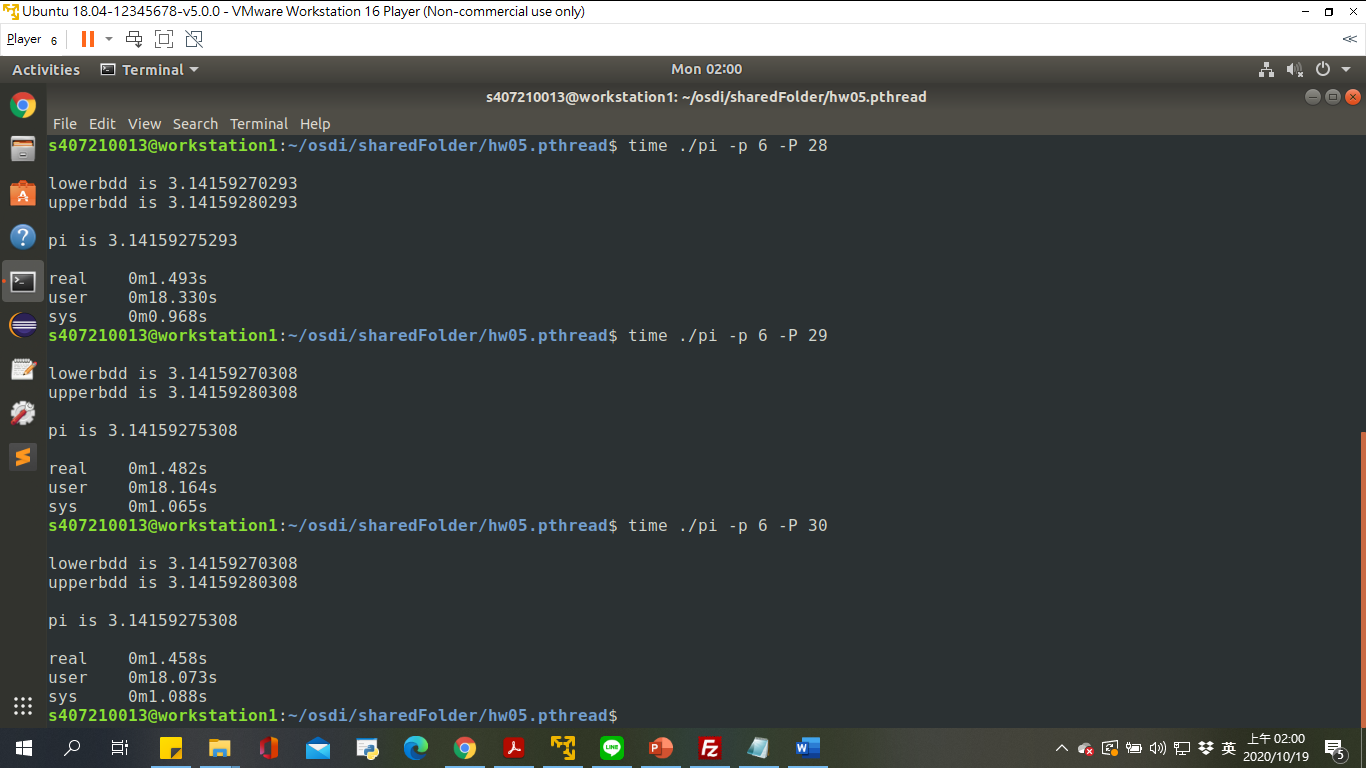 Ubuntu 18.04-12345678-v5.0.0 - VMware Workstation 16 Player (Non-commercial use only)
Player 6
Activities Terminal Mon 02:00
s407210013@workstation1: ~/osdi/sharedFolder/hw05.pthread
File Edit View Search Terminal Help
s407210013@workstation1:~/osdi/sharedFolder/hw05.pthread$ time ./pi -p 6 -P 28
lowerbdd is 3.14159270293
upperbdd is 3.14159280293
pi is 3.14159275293
real 0m1.493s
user 0m18.330s
sys 0m0.968s
s407210013@workstation1:~/osdi/sharedFolder/hw05.pthread$ time ./pi -p 6 -P 29
lowerbdd is 3.14159270308
upperbdd is 3.14159280308
pi is 3.14159275308
real 0m1.482s
user 0m18.164s
sys 0m1.065s
s407210013@workstation1:~/osdi/sharedFolder/hw05.pthread$ time ./pi -p 6 -P 30
lowerbdd is 3.14159270308
upperbdd is 3.14159280308
pi is 3.14159275308
real 0m1.458s
user 0m18.073s
sys 0m1.088s
s407210013@workstation1:~/osdi/sharedFolder/hw05.pthread$
英 上午 02:00
2020/10/19 5